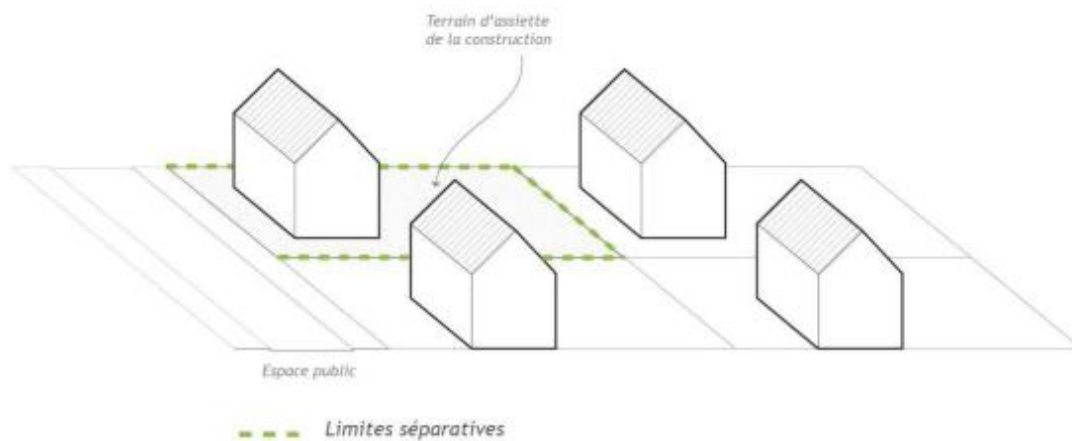 Terrain d'assiette
de la construction
Espace public
Limites séparatives